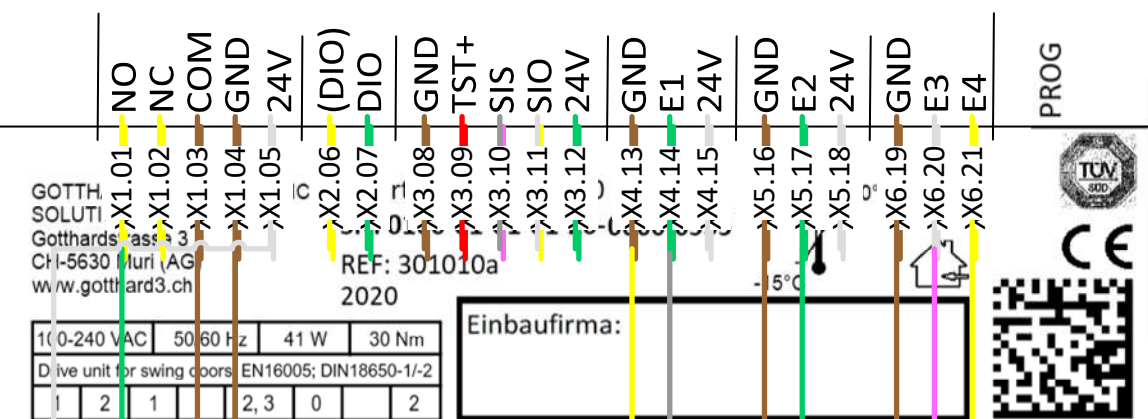 NO NC COM GND 24V (DIO) DIO GND TST+ SIS SIO 24V GND E1 24V GND E2 24V GND E3 E4 PROG
X1.01 X1.02 X1.03 X1.04 X1.05 X2.06 X2.07 X3.08 X3.09 X3.10 X3.11 X3.12 X4.13 X4.14 X4.15 X5.16 X5.17 X5.18 X6.19 X6.20 X6.21
TÜV
SÜD
SOLUTI
Gotthardstrasse 3
CH-5630 Muri (AG)
www.gotthard3.ch
REF: 301010a
2020
-15°C
CE
Einbaufirma:
100-240 VAC 50/60 Hz 41 W 30 Nm
Drive unit for swing doors; EN16005; DIN18650-1/-2
1 2 1 2, 3 0 2